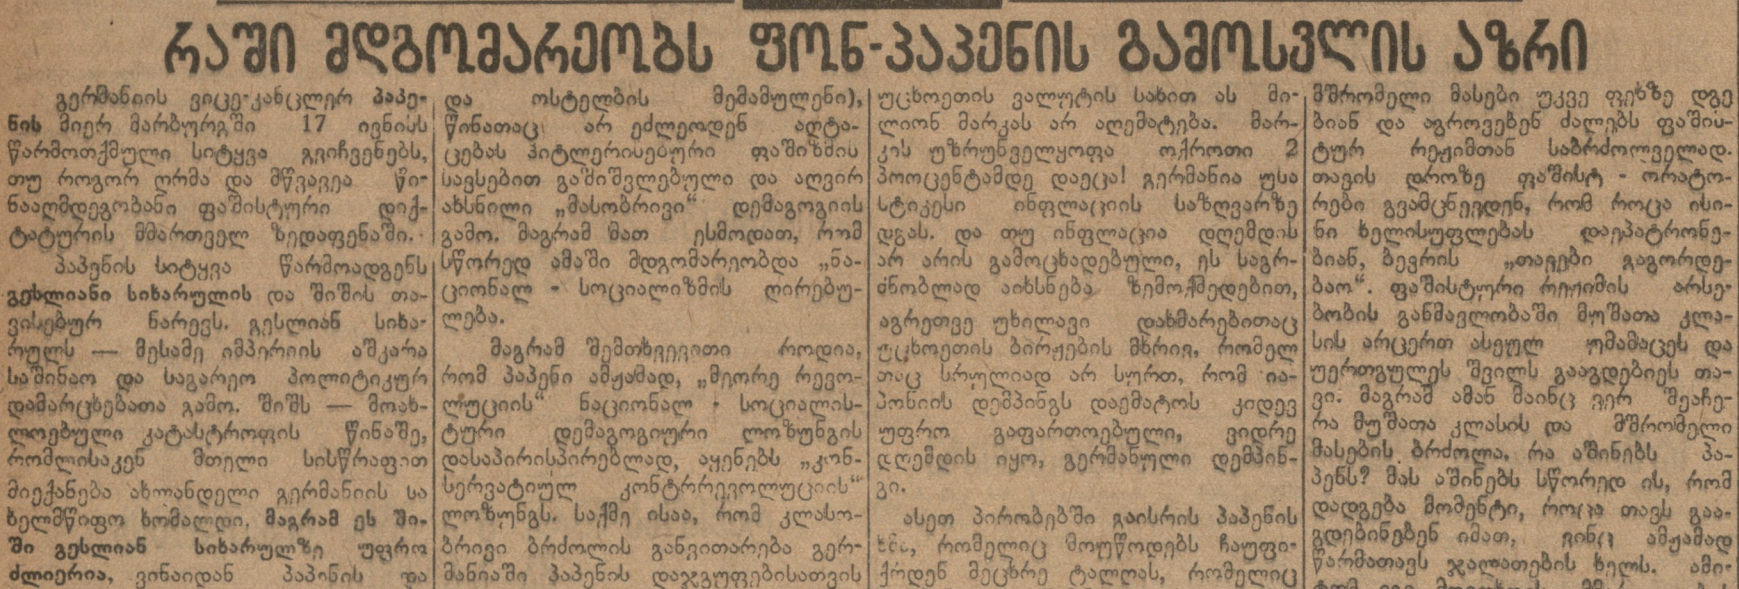 რაში მდგომარეობს ფონ-პაპენის გამოსვლის აზრი
გერმანიის ვიცე-კანცლერ პაპე-
ნის მიერ მარბურგში 17 ივნისს
წარმოთქმული სიტყვა გვიჩვენებს,
თუ როგორ ღრმა და მწვავეა წი-
ნააღმდეგობანი ფაშისტური დიქ-
ტატურის მმართველ ზედაფენაში.
პაპენის სიტყვა წარმოადგენს
გესლიანი სიხარულის და შიშის თა-
ვისებურ ნარევს. გესლიან სიხა-
რულს — მესამე იმპერიის აშკარა
საშინაო და საგარეო პოლიტიკურ
დამარცხებათა გამო. შიშს — მოახ-
ლოებული კატასტროფის წინაშე,
რომლისაკენ მთელი სისწრაფით
მიექანება ახლანდელი გერმანიის სა
ხელმწიფო ხომალდი. მაგრამ ეს ში-
ში გესლიან სიხარულზე უფრო
ძლიერია, ვინაიდან პაპენის და
და ოსტელბის მემამულენი),
წინათაც არ ეძლეოდენ აღტა-
ცებას ჰიტლერისებური ფაშიზმის
სავსებით გაშიშვლებული და აღვირ
ახსნილი „მასობრივი“ დემაგოგიის
გამო. მაგრამ მათ ესმოდათ, რომ
სწორედ ამაში მდგომარეობდა „ნა-
ციონალ - სოციალიზმის ღირებუ-
ლება.
მაგრამ შემთხვევითი როდია,
რომ პაპენი ამჟამად, „მეორე რევო-
ლუციის“ ნაციონალ - სოციალის-
ტური დემაგოგიური ლოზუნგის
დასაპირისპირებლად, აყენებს „კონ-
სერვატიულ კონტრრევოლუციის“
ლოზუნგს. საქმე ისაა, რომ კლასო-
ბრივი ბრძოლის განვითარება გერ-
მანიაში პაპენის დაჯგუფებისათვის
უცხოეთის ვალუტის სახით ას მი-
ლიონ მარკას არ აღემატება. მარ-
კის უზრუნველყოფა ოქროთი 2
პროცენტამდე დაეცა! გერმანია უსა
სტიკესი ინფლაციის საზღვარზე
დგას. და თუ ინფლაცია დღემდის
არ არის გამოცხადებული, ეს საგრ-
ძნობლად აიხსნება ზემოქმედებით,
აგრეთვე უხილავი დახმარებითაც
უცხოეთის ბირჟების მხრივ, რომელ
თაც სრულიად არ სურთ, რომ ია-
პონიის დემპინგს დაემატოს კიდევ
უფრო გაფართოებული, ვიდრე
დღემდის იყო, გერმანული დემპინ-
გი.
ასეთ პირობებში გაისრის პაპენის
ხმა, რომელიც მოუწოდებს ჩაუფი-
ქრდენ მეცხრე ტალღას, რომელიც
მშრომელი მასები უკვე ფეხზე დგე
ბიან და აგროვებენ ძალებს ფაშის-
ტურ რეჟიმთან საბრძოლველად.
თავის დროზე ფაშისტ - ორატო-
რები გვამცნევდენ, რომ როცა ისი-
ნი ხელისუფლებას დაეპატრონე-
ბიან, ბევრის „თავები გაგორდე-
ბაო“. ფაშისტური რეჟიმის არსე-
ბობის განმავლობაში მუშათა კლა-
სის არცერთ ასეულ უმამაცეს და
უერთგულეს შვილს გააგდებიეს თა-
ვი. მაგრამ ამან მაინც ვერ შეაჩე-
რა მუშათა კლასის და მშრომელი
მასების ბრძოლა. რა აშინებს პა-
პენს? მას აშინებს სწორედ ის, რომ
დადგება მომენტი, როცა თავს გაა-
გდებინებენ იმათ, ვინც ამჟამად
წარმათავს ჯალათების ხელს. ამი-